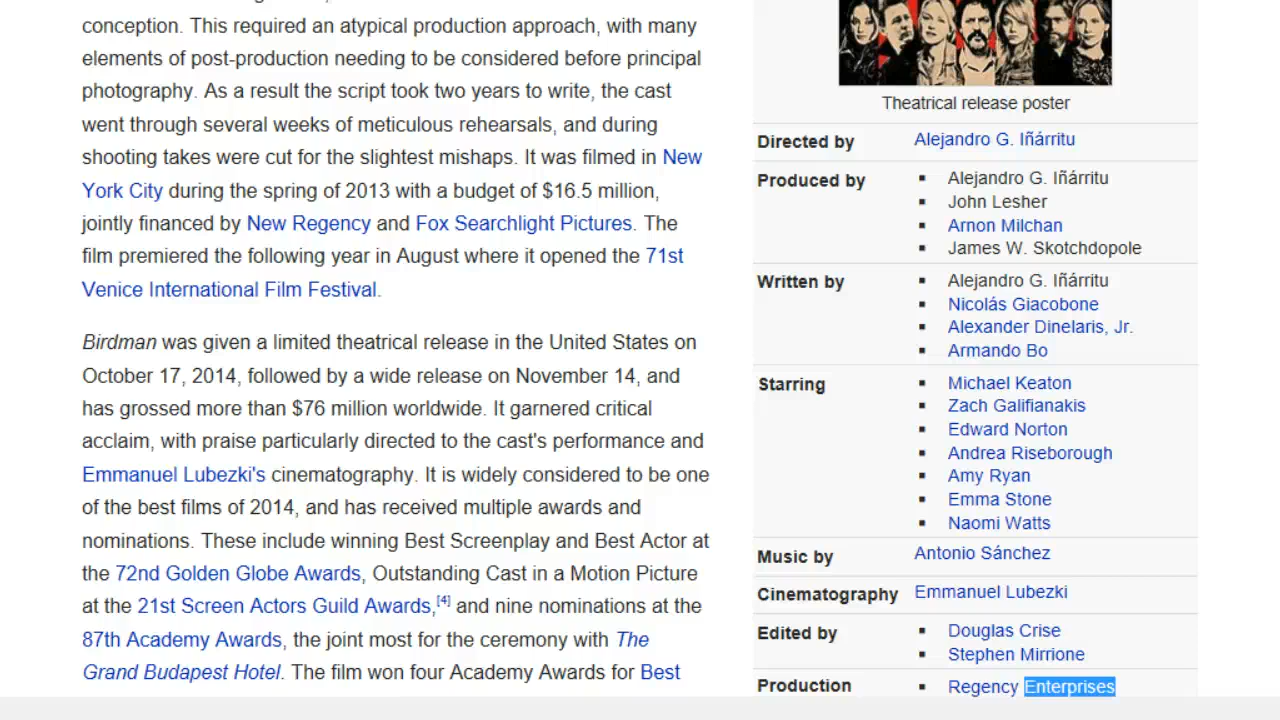 conception. This required an atypical production approach, with many
elements of post-production needing to be considered before principal
photography. As a result the script took two years to write, the cast
went through several weeks of meticulous rehearsals, and during
shooting takes were cut for the slightest mishaps. It was filmed in New
York City during the spring of 2013 with a budget of $16.5 million,
jointly financed by New Regency and Fox Searchlight Pictures. The
film premiered the following year in August where it opened the 71st
Venice International Film Festival.
Birdman was given a limited theatrical release in the United States on
October 17, 2014, followed by a wide release on November 14, and
has grossed more than $76 million worldwide. It garnered critical
acclaim, with praise particularly directed to the cast's performance and
Emmanuel Lubezki's cinematography. It is widely considered to be one
of the best films of 2014, and has received multiple awards and
nominations. These include winning Best Screenplay and Best Actor at
the 72nd Golden Globe Awards, Outstanding Cast in a Motion Picture
at the 21st Screen Actors Guild Awards,[4] and nine nominations at the
87th Academy Awards, the joint most for the ceremony with The
Grand Budapest Hotel. The film won four Academy Awards for Best
Theatrical release poster
Directed by Alejandro G. Iñárritu
Produced by ▪ Alejandro G. Iñárritu
▪ John Lesher
▪ Arnon Milchan
▪ James W. Skotchdopole
Written by ▪ Alejandro G. Iñárritu
▪ Nicolás Giacobone
▪ Alexander Dinelaris, Jr.
▪ Armando Bo
Starring ▪ Michael Keaton
▪ Zach Galifianakis
▪ Edward Norton
▪ Andrea Riseborough
▪ Amy Ryan
▪ Emma Stone
▪ Naomi Watts
Music by Antonio Sánchez
Cinematography Emmanuel Lubezki
Edited by ▪ Douglas Crise
▪ Stephen Mirrione
Production ▪ Regency Enterprises